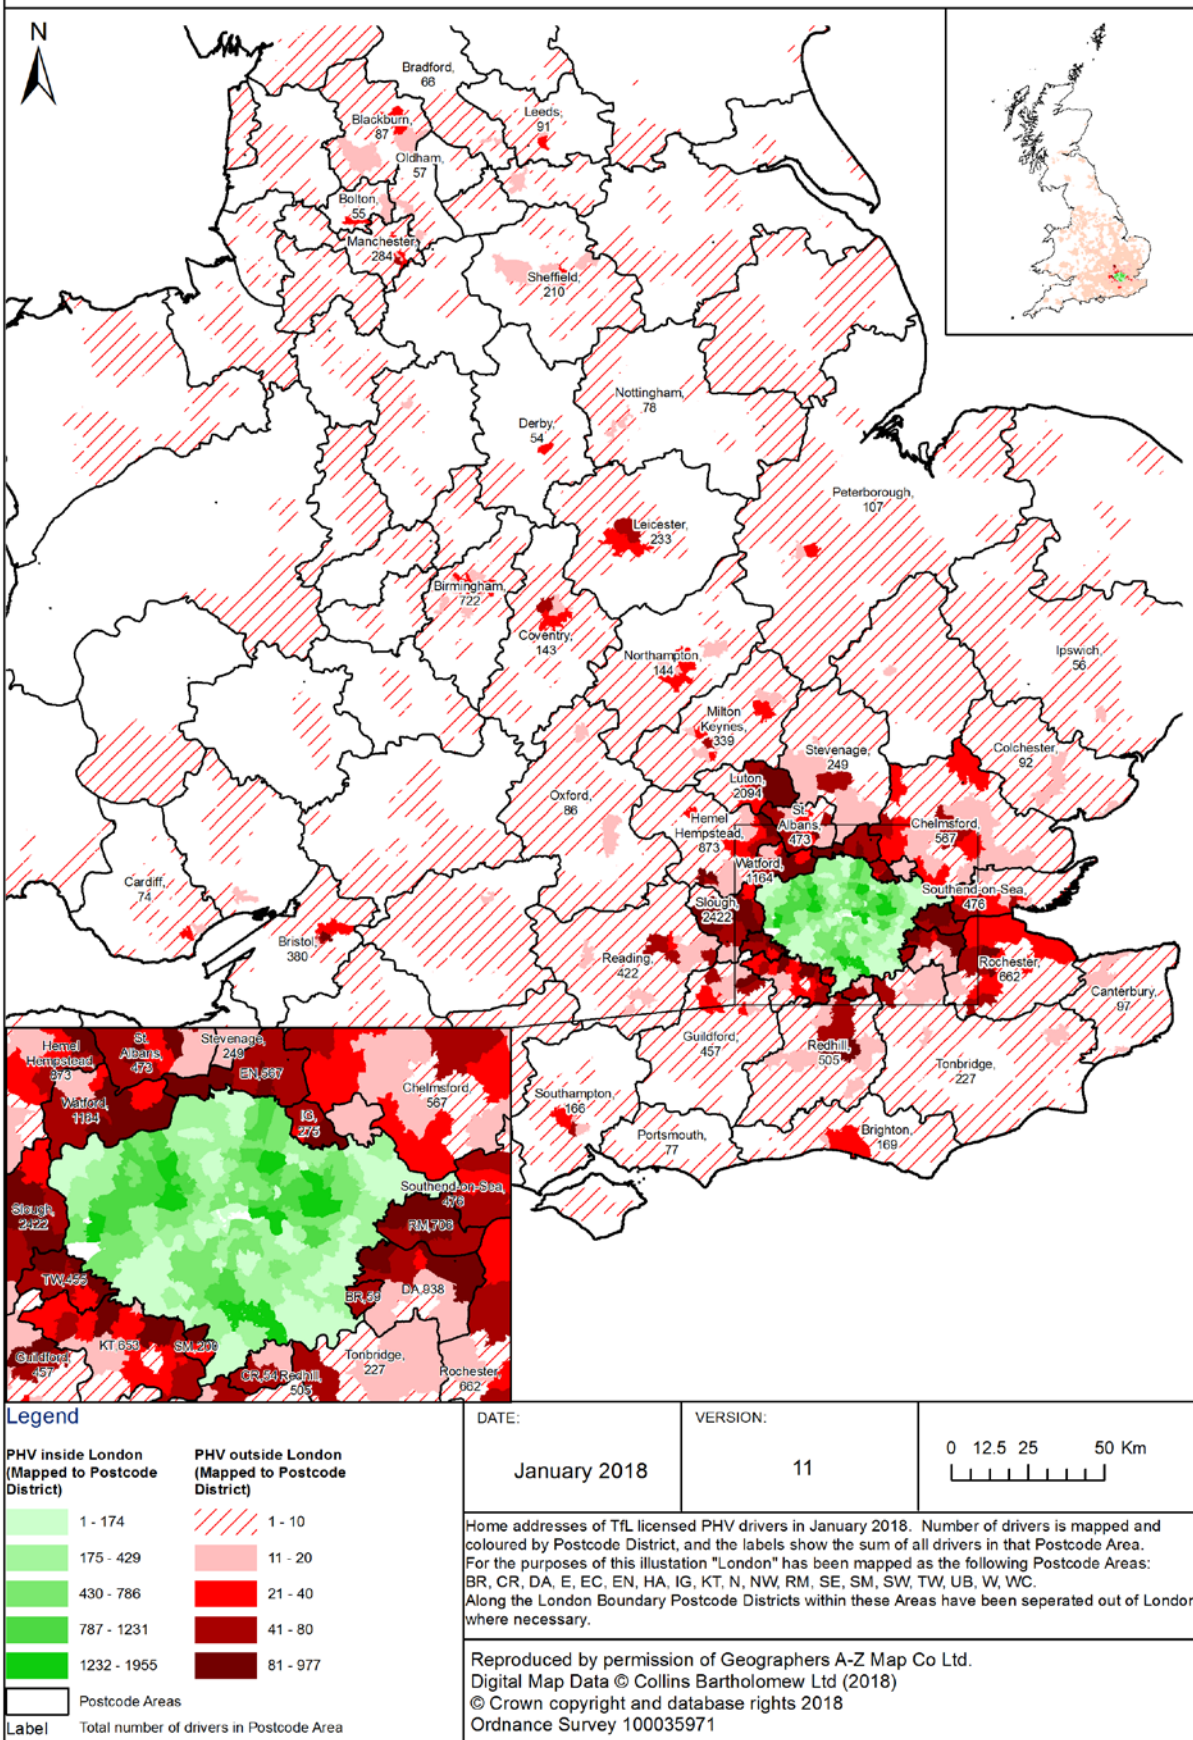 N
Bradford,
66
Blackburn,
87
Leeds,
91
Oldham,
57
Bolton,
55
Manchester,
284
Sheffield,
210
Nottingham,
78
Derby,
54
Peterborough,
107
Leicester,
233
Birmingham,
722
Coventry,
143
Northampton,
144
Ipswich,
56
Milton
Keynes,
339
Stevenage,
249
Colchester,
92
Luton,
2094
Oxford,
86
St.
Albans,
473
Hemel
Hempstead,
873
Chelmsford,
567
Watford,
1164
Cardiff,
74
Southend-on-Sea,
476
Slough,
2422
Bristol,
380
Reading,
422
Rochester,
662
Canterbury,
97
Guildford,
457
Redhill,
505
Tonbridge,
227
Southampton,
166
Portsmouth,
77
Brighton,
169
Hemel
Hempstead,
873
St.
Albans,
473
Stevenage,
249
EN,567
Watford,
1164
IG,
275
Chelmsford,
567
Southend-on-Sea,
476
Slough,
2422
RM,706
TW,455
BR,59
DA,938
KT,653
Guildford,
457
CR,54
Redhill,
505
Tonbridge,
227
Rochester,
662
Legend
PHV inside London
(Mapped to Postcode
District)
1 - 174
175 - 429
430 - 786
787 - 1231
1232 - 1955
PHV outside London
(Mapped to Postcode
District)
1 - 10
11 - 20
21 - 40
41 - 80
81 - 977
Postcode Areas
Label Total number of drivers in Postcode Area
DATE:
January 2018
VERSION:
11
0 12.5 25 50 Km
Home addresses of TfL licensed PHV drivers in January 2018. Number of drivers is mapped and
coloured by Postcode District, and the labels show the sum of all drivers in that Postcode Area.
For the purposes of this illustation "London" has been mapped as the following Postcode Areas:
BR, CR, DA, E, EC, EN, HA, IG, KT, N, NW, RM, SE, SM, SW, TW, UB, W, WC.
Along the London Boundary Postcode Districts within these Areas have been seperated out of London
where necessary.
Reproduced by permission of Geographers A-Z Map Co Ltd.
Digital Map Data © Collins Bartholomew Ltd (2018)
© Crown copyright and database rights 2018
Ordnance Survey 100035971